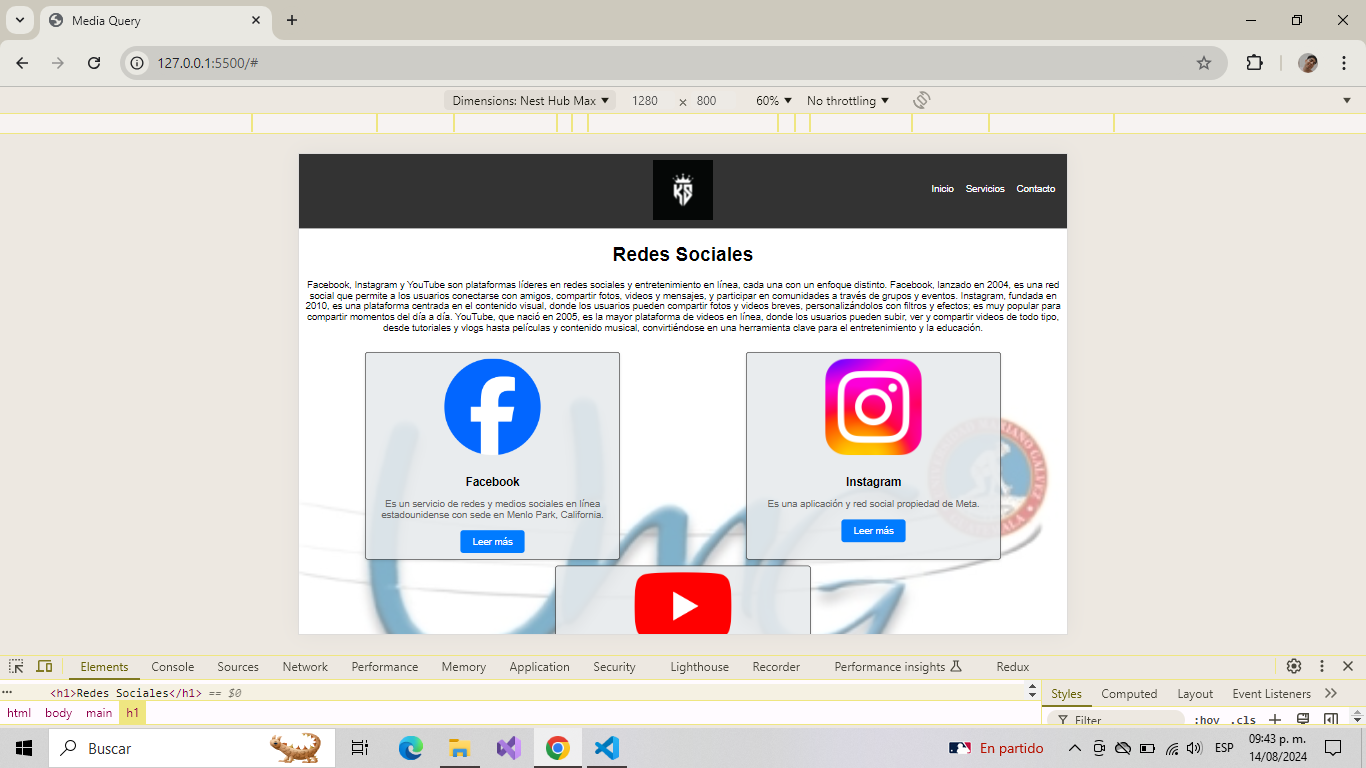 Media Query
127.0.0.1:5500/#
Dimensions: Nest Hub Max 1280 × 800 60% No throttling
KS
Inicio Servicios Contacto
Redes Sociales
Facebook, Instagram y YouTube son plataformas líderes en redes sociales y entretenimiento en línea, cada una con un enfoque distinto. Facebook, lanzado en 2004, es una red
social que permite a los usuarios conectarse con amigos, compartir fotos, videos y mensajes, y participar en comunidades a través de grupos y eventos. Instagram, fundada en
2010, es una plataforma centrada en el contenido visual, donde los usuarios pueden compartir fotos y videos breves, personalizándolos con filtros y efectos; es muy popular para
compartir momentos del día a día. YouTube, que nació en 2005, es la mayor plataforma de videos en línea, donde los usuarios pueden subir, ver y compartir videos de todo tipo,
desde tutoriales y vlogs hasta películas y contenido musical, convirtiéndose en una herramienta clave para el entretenimiento y la educación.
Facebook
Es un servicio de redes y medios sociales en línea
estadounidense con sede en Menlo Park, California.
Leer más
Instagram
Es una aplicación y red social propiedad de Meta.
Leer más
Umg
Elements Console Sources Network Performance Memory Application Security Lighthouse Recorder Performance insights Redux
<h1>Redes Sociales</h1> == $0
html body main h1
Styles Computed Layout Event Listeners
Filter :hov .cls
Buscar
En partido
ESP
09:43 p. m.
14/08/2024